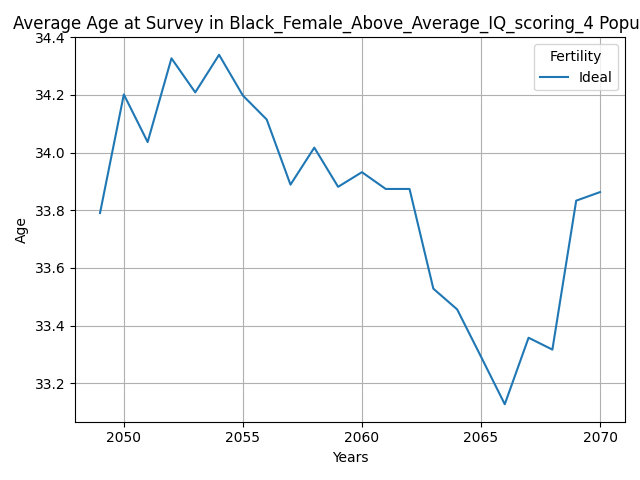 Average Age at Survey in Black_Female_Above_Average_IQ_scoring_4 Popu
34.4
34.2
34.0
33.8
33.6
33.4
33.2
Age
Fertility
Ideal
2050 2055 2060 2065 2070
Years